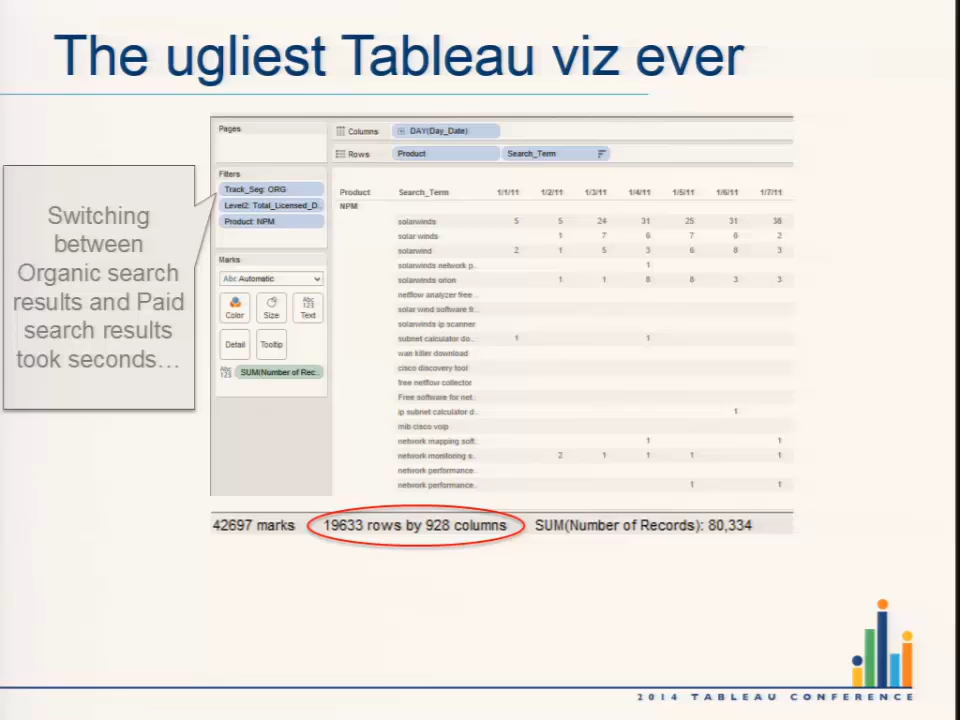 The ugliest Tableau viz ever
Switching
between
Organic search
results and Paid
search results
took seconds…
Pages
Columns DAY(Day_Date)
Rows Product Search_Term
Filters
Track_Seg: ORG
Level2: Total_Licensed_D..
Product: NPM
Marks
Abc Automatic
Color Size Abc 123 Text
Detail Tooltip
Abc 123 SUM(Number of Rec..
Product Search_Term 1/1/11 1/2/11 1/3/11 1/4/11 1/5/11 1/6/11 1/7/11
NPM
solarwinds 5 5 24 31 25 31 38
solar winds 1 7 6 7 6 2
solarwind 2 1 5 3 6 8 3
solarwinds network p.. 1
solarwinds orion 1 1 8 8 3 3
netflow analyzer free ..
solar wind software fr..
solarwinds ip scanner
subnet calculator do.. 1 1
wan killer download
cisco discovery tool
free netflow collector
Free software for net..
ip subnet calculator d.. 1
mib cisco voip
network mapping soft.. 1 1
network monitoring s.. 2 1 1 1 1
network performance..
network performance.. 1 1
42697 marks 19633 rows by 928 columns SUM(Number of Records): 80,334
2014 TABLEAU CONFERENCE